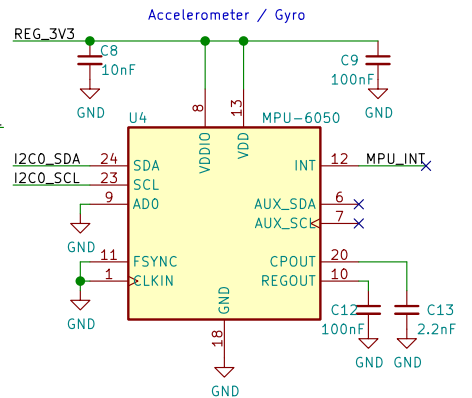 Accelerometer / Gyro
REG_3V3
C8
10nF
GND
C9
100nF
GND
U4
MPU-6050
8
13
VDDIO
VDD
I2C0_SDA
24
SDA
INT
12
MPU_INT
I2C0_SCL
23
SCL
9
AD0
AUX_SDA
6
AUX_SCL
7
GND
11
FSYNC
CPOUT
20
1
CLKIN
REGOUT
10
GND
GND
18
GND
C12
100nF
GND
C13
2.2nF
GND